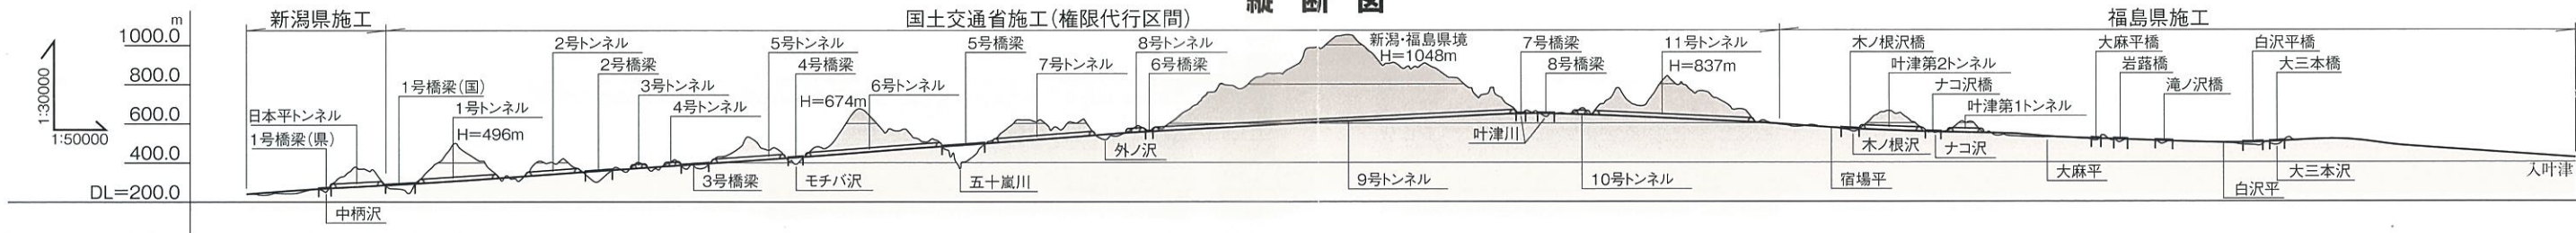 縦断図
新潟県施工
国土交通省施工(権限代行区間)
福島県施工
m
1000.0
800.0
600.0
400.0
DL=200.0
1:30000
1:50000
日本平トンネル
1号橋梁(県)
中柄沢
1号橋梁(国)
1号トンネル
H=496m
2号トンネル
2号橋梁
3号トンネル
4号トンネル
3号橋梁
5号トンネル
4号橋梁
H=674m
6号トンネル
モチバ沢
5号橋梁
五十嵐川
7号トンネル
8号トンネル
6号橋梁
外ノ沢
新潟・福島県境
H=1048m
9号トンネル
7号橋梁
8号橋梁
叶津川
11号トンネル
H=837m
10号トンネル
木ノ根沢橋
叶津第2トンネル
ナコ沢橋
叶津第1トンネル
木ノ根沢
ナコ沢
宿場平
大麻平橋
岩蕗橋
滝ノ沢橋
大麻平
白沢平橋
大三本橋
大三本沢
白沢平
入叶津